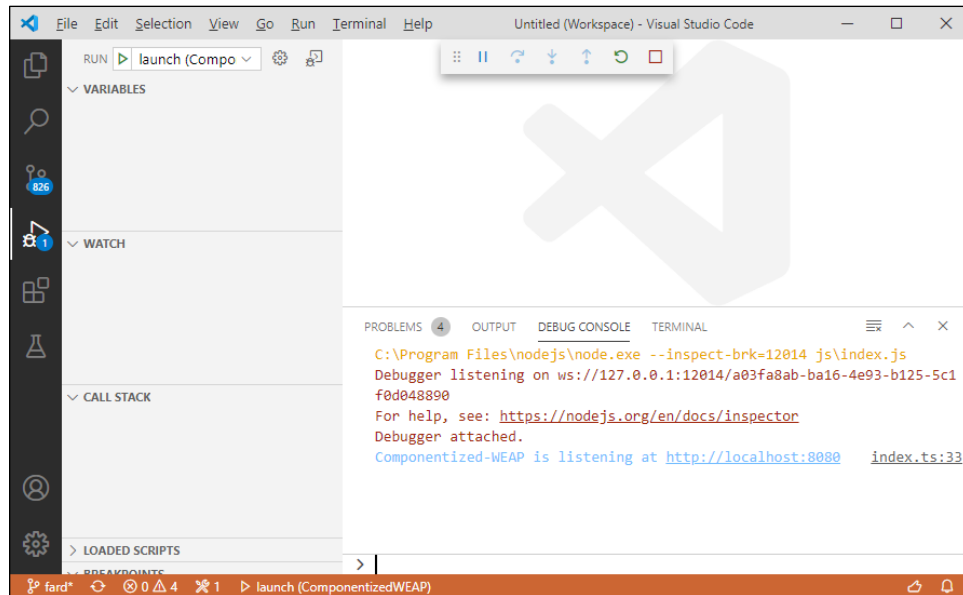 File Edit Selection View Go Run Terminal Help Untitled (Workspace) - Visual Studio Code
RUN launch (Compo
VARIABLES
826
1
WATCH
CALL STACK
LOADED SCRIPTS
BREAKPOINTS
PROBLEMS 4 OUTPUT DEBUG CONSOLE TERMINAL
C:\Program Files\nodejs\node.exe --inspect-brk=12014 js\index.js
Debugger listening on ws://127.0.0.1:12014/a03fa8ab-ba16-4e93-b125-5c1
f0d048890
For help, see: https://nodejs.org/en/docs/inspector
Debugger attached.
Componentized-WEAP is listening at http://localhost:8080 index.ts:33
>
fard* 0 4 1 launch (ComponentizedWEAP)